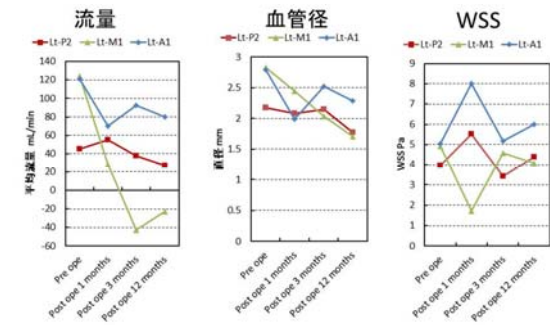 流量
血管径
WSS
Lt-P2 Lt-M1 Lt-A1
Lt-P2 Lt-M1 Lt-A1
Lt-P2 Lt-M1 Lt-A1
平均流量 mL/min
140
120
100
80
60
40
20
0
-20
-40
-60
Pre ope
Post ope 1 months
Post ope 3 months
Post ope 12 months
直径 mm
3
2.5
2
1.5
1
0.5
0
Pre ope
Post ope 1 months
Post ope 3 months
Post ope 12 months
WSS Pa
9
8
7
6
5
4
3
2
1
0
Pre ope
Post ope 1 months
Post ope 3 months
Post ope 12 months